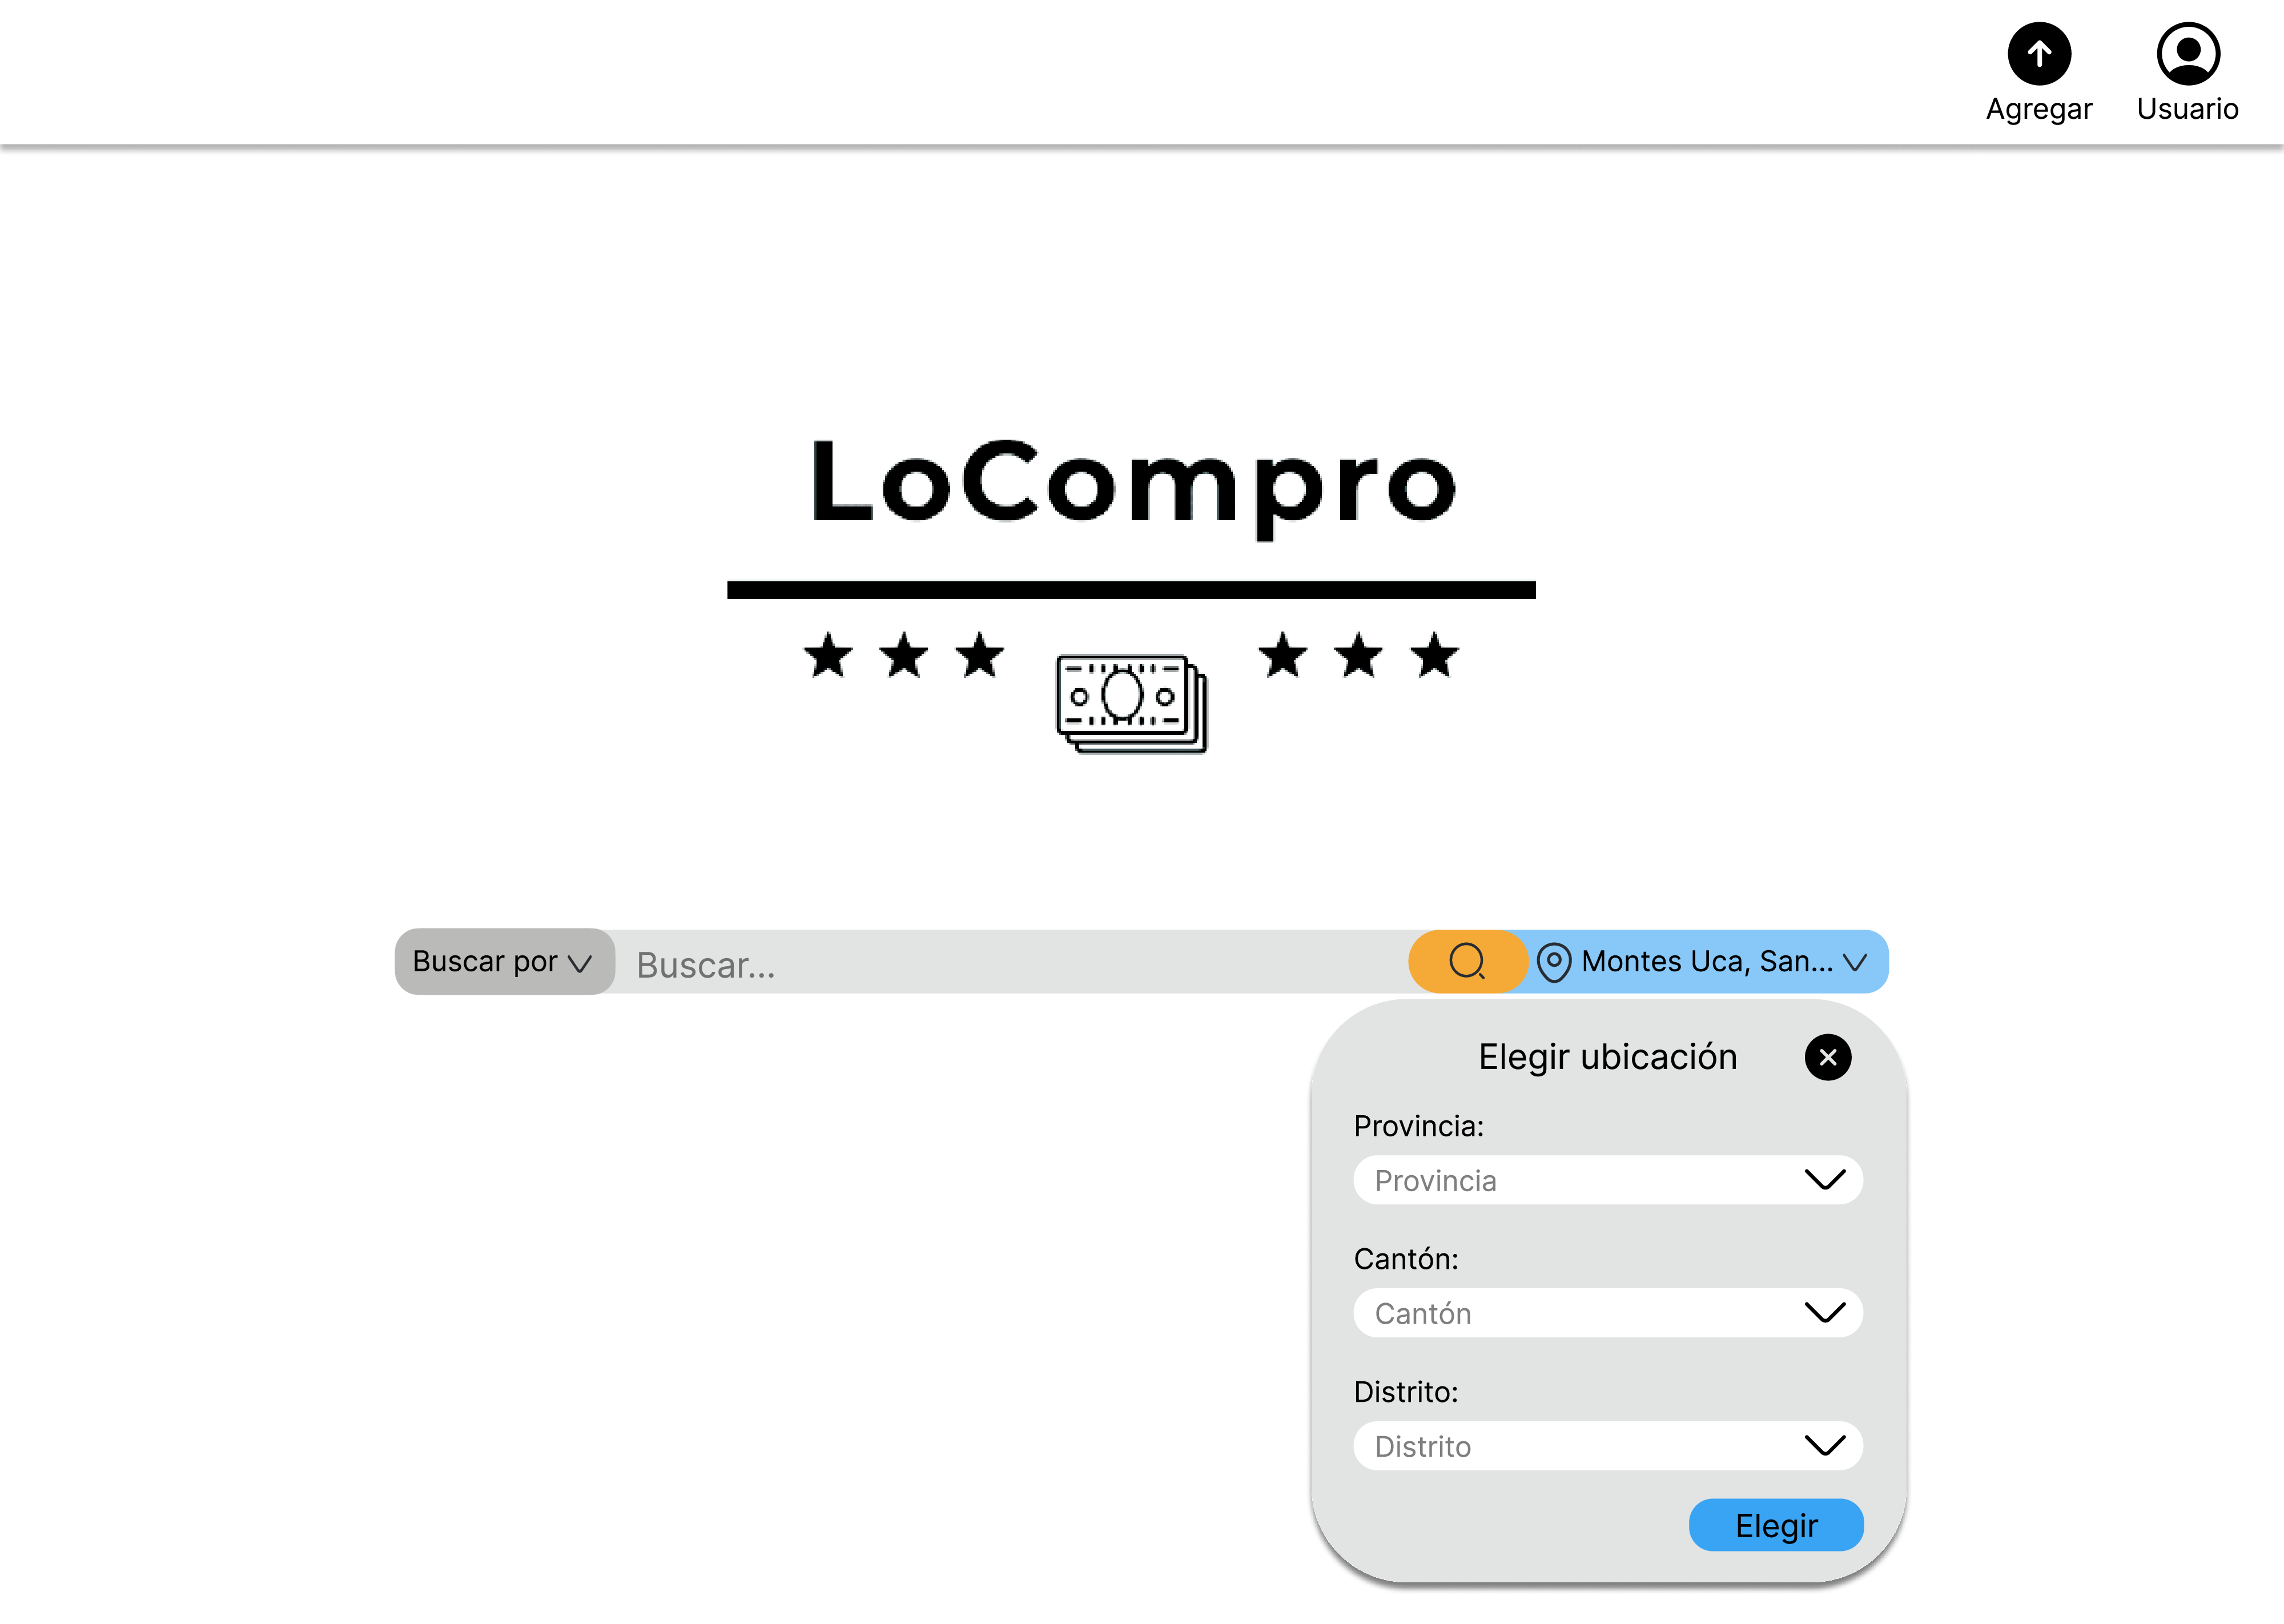 Agregar
Usuario
LoCompro
Buscar por
Buscar...
Montes Uca, San...
Elegir ubicación
Provincia:
Provincia
Cantón:
Cantón
Distrito:
Distrito
Elegir